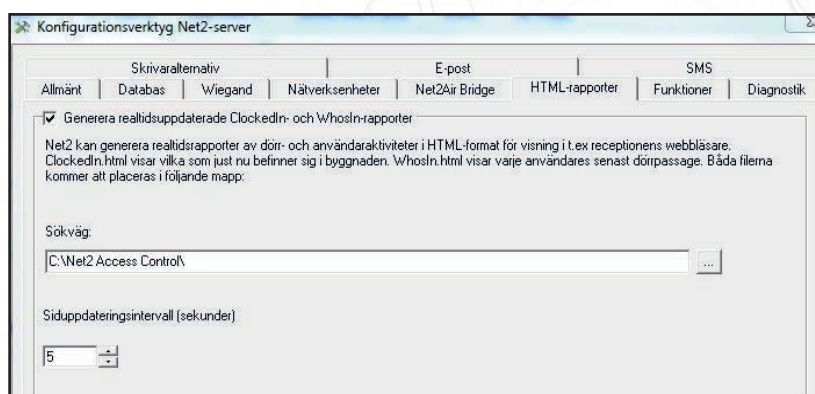 Konfigurationsverktyg Net2-server
Skrivaralternativ E-post SMS
Allmänt Databas Wiegand Nätverksenheter Net2Air Bridge HTML-rapporter Funktioner Diagnostik
Generera realtidsuppdaterade ClockedIn- och WhosIn-rapporter
Net2 kan generera realtidsrapporter av dörr- och användaraktiviteter i HTML-format för visning i t.ex receptionens webbläsare.
ClockedIn.html visar vilka som just nu befinner sig i byggnaden. WhosIn.html visar varje användares senast dörrpassage. Båda filerna
kommer att placeras i följande mapp:
Sökväg:
C:\Net2 Access Control\
...
Siduppdateringsintervall (sekunder)
5